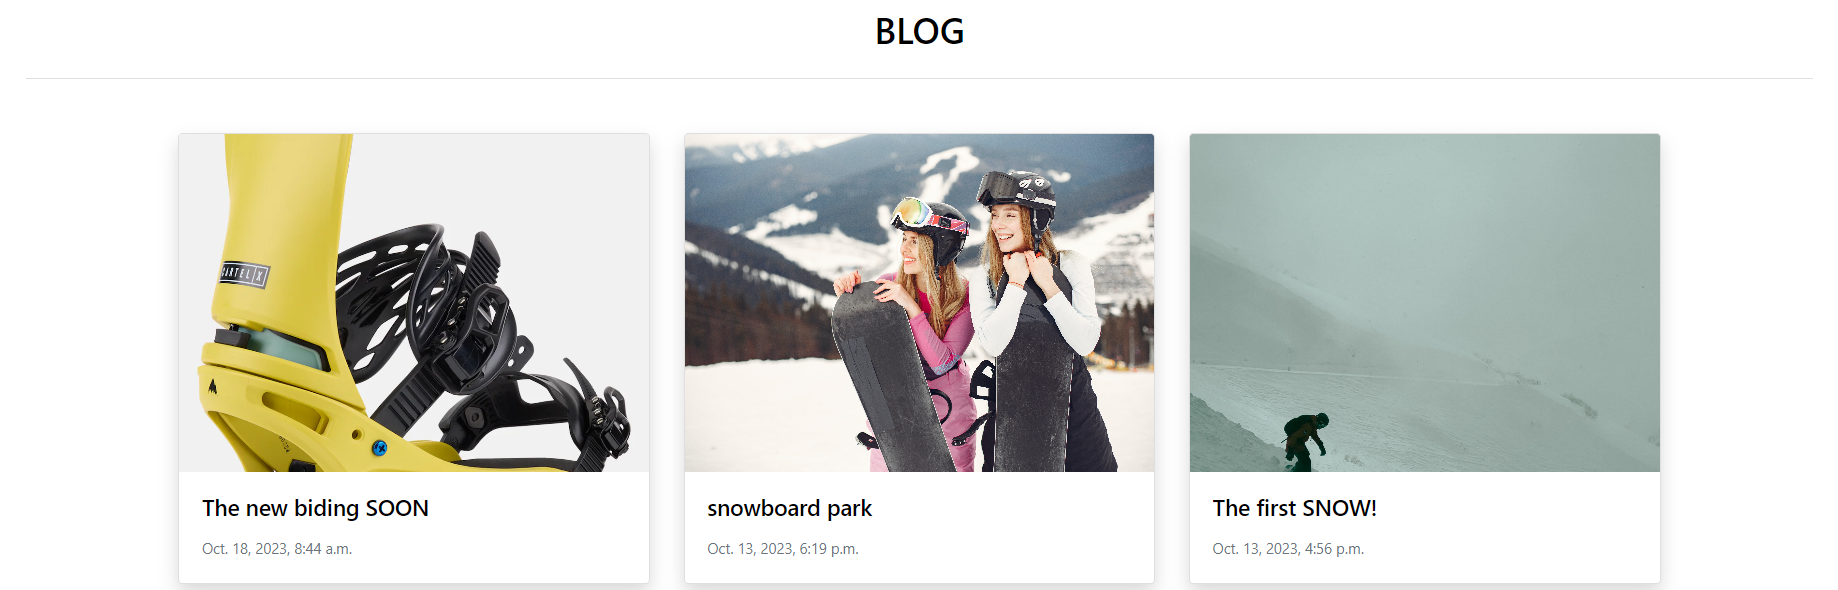 BLOG
CARTEL X
The new biding SOON
Oct. 18, 2023, 8:44 a.m.
snowboard park
Oct. 13, 2023, 6:19 p.m.
The first SNOW!
Oct. 13, 2023, 4:56 p.m.